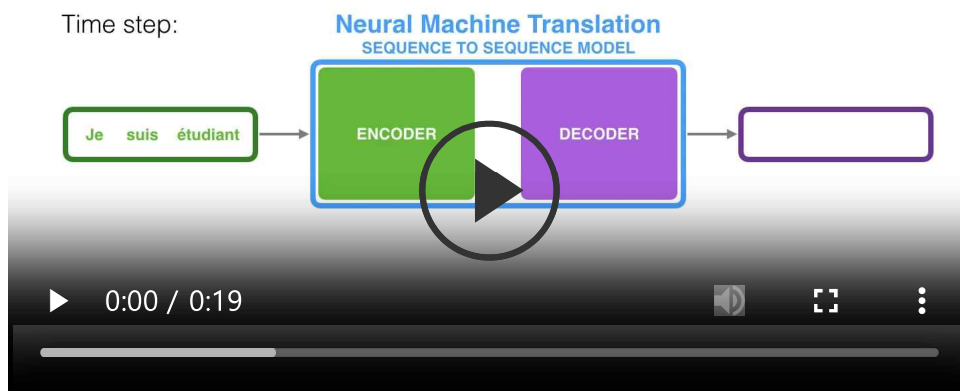 Time step:
Neural Machine Translation
SEQUENCE TO SEQUENCE MODEL
Je suis étudiant
ENCODER
DECODER
0:00 / 0:19